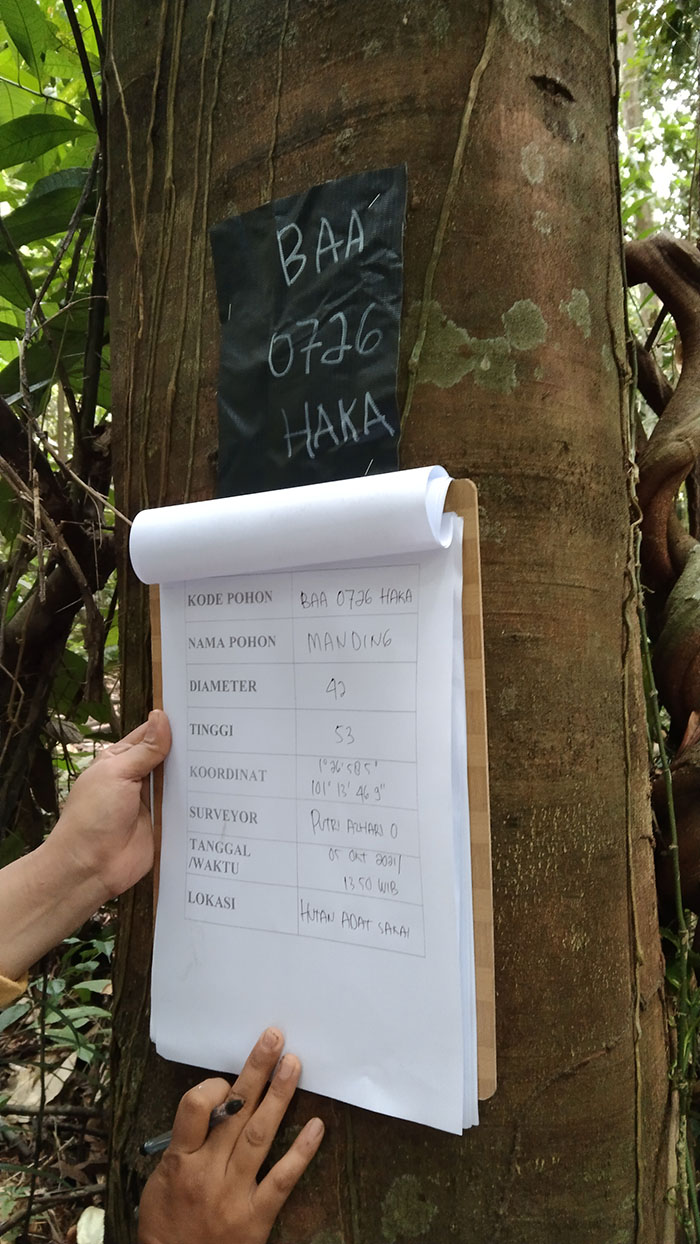 BAA
0726
HAKA
KODE POHON BAA 0726 HAKA
NAMA POHON MANDING
DIAMETER 42
TINGGI 53
KOORDINAT 1° 26' 58 5"
101° 13' 46 9"
SURVEYOR PUTRI AZHARI O
TANGGAL 05 Okt 2021/
/WAKTU 13 50 WIB
LOKASI HUTAN ADAT SAKAI